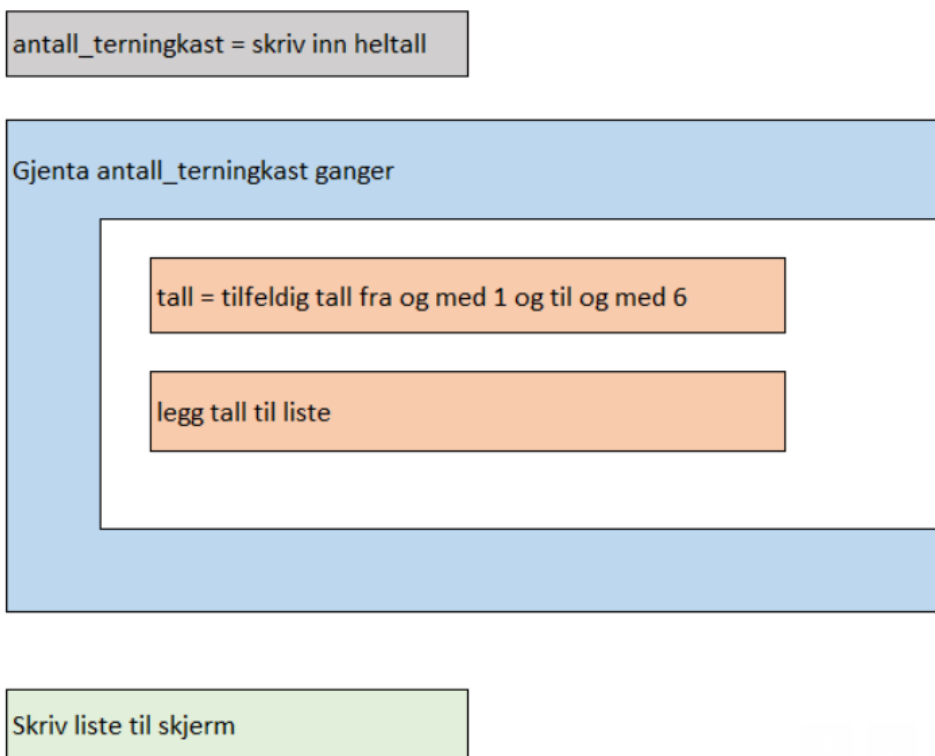 antall_terningkast = skriv inn heltall
Gjenta antall_terningkast ganger
tall = tilfeldig tall fra og med 1 og til og med 6
legg tall til liste
Skriv liste til skjerm